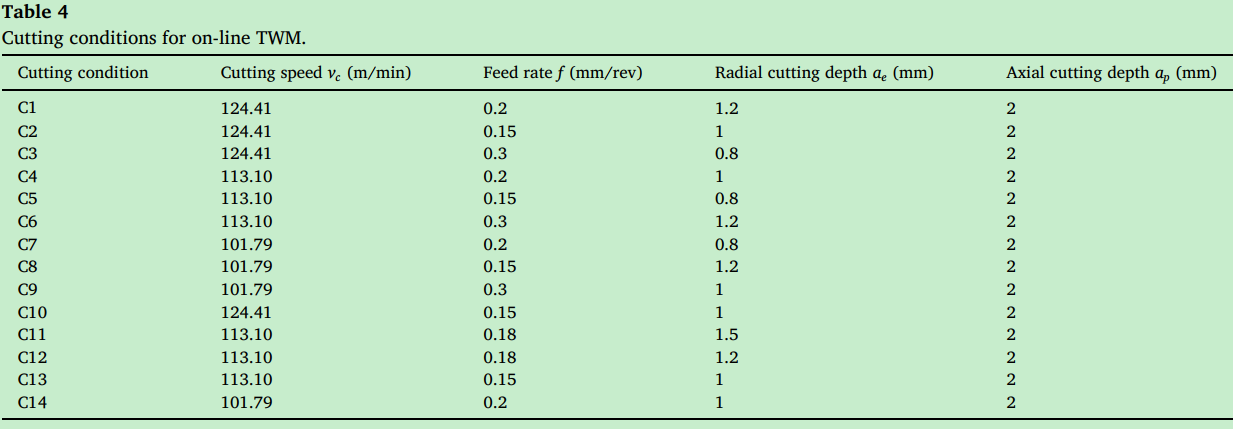 Table 4
Cutting conditions for on-line TWM.
Cutting condition Cutting speed vc (m/min) Feed rate f (mm/rev) Radial cutting depth ae (mm) Axial cutting depth ap (mm)
C1 124.41 0.2 1.2 2
C2 124.41 0.15 1 2
C3 124.41 0.3 0.8 2
C4 113.10 0.2 1 2
C5 113.10 0.15 0.8 2
C6 113.10 0.3 1.2 2
C7 101.79 0.2 0.8 2
C8 101.79 0.15 1.2 2
C9 101.79 0.3 1 2
C10 124.41 0.15 1 2
C11 113.10 0.18 1.5 2
C12 113.10 0.18 1.2 2
C13 113.10 0.15 1 2
C14 101.79 0.2 1 2